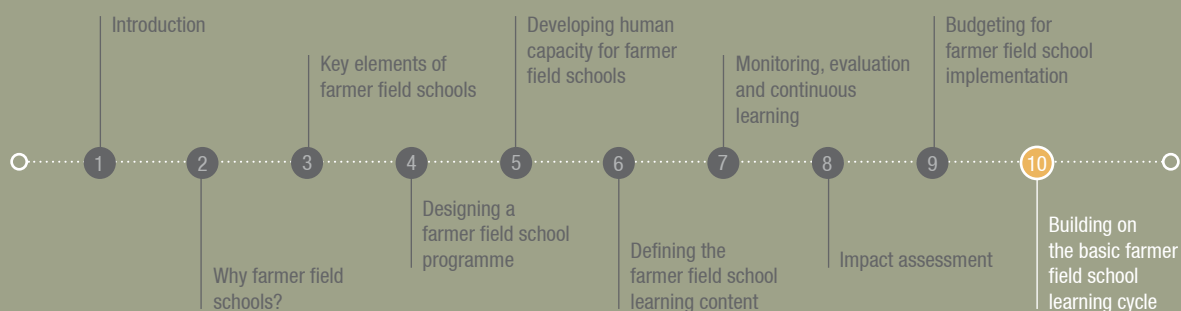 Introduction
Key elements of
farmer field schools
Developing human
capacity for farmer
field schools
Monitoring, evaluation
and continuous
learning
Budgeting for
farmer field school
implementation
1
2
3
4
5
6
7
8
9
10
Why farmer field
schools?
Designing a
farmer field school
programme
Defining the
farmer field school
learning content
Impact assessment
Building on
the basic farmer
field school
learning cycle